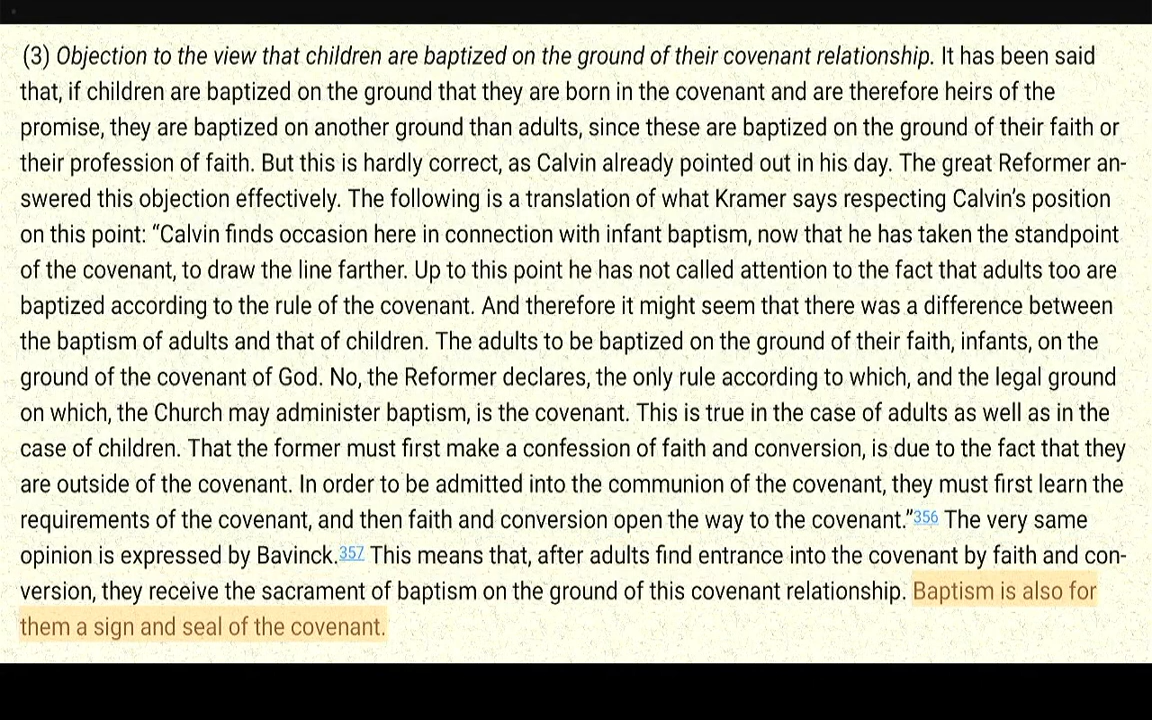 (3) Objection to the view that children are baptized on the ground of their covenant relationship. It has been said
that, if children are baptized on the ground that they are born in the covenant and are therefore heirs of the
promise, they are baptized on another ground than adults, since these are baptized on the ground of their faith or
their profession of faith. But this is hardly correct, as Calvin already pointed out in his day. The great Reformer an-
swered this objection effectively. The following is a translation of what Kramer says respecting Calvin’s position
on this point: “Calvin finds occasion here in connection with infant baptism, now that he has taken the standpoint
of the covenant, to draw the line farther. Up to this point he has not called attention to the fact that adults too are
baptized according to the rule of the covenant. And therefore it might seem that there was a difference between
the baptism of adults and that of children. The adults to be baptized on the ground of their faith, infants, on the
ground of the covenant of God. No, the Reformer declares, the only rule according to which, and the legal ground
on which, the Church may administer baptism, is the covenant. This is true in the case of adults as well as in the
case of children. That the former must first make a confession of faith and conversion, is due to the fact that they
are outside of the covenant. In order to be admitted into the communion of the covenant, they must first learn the
requirements of the covenant, and then faith and conversion open the way to the covenant.”356 The very same
opinion is expressed by Bavinck.357 This means that, after adults find entrance into the covenant by faith and con-
version, they receive the sacrament of baptism on the ground of this covenant relationship. Baptism is also for
them a sign and seal of the covenant.